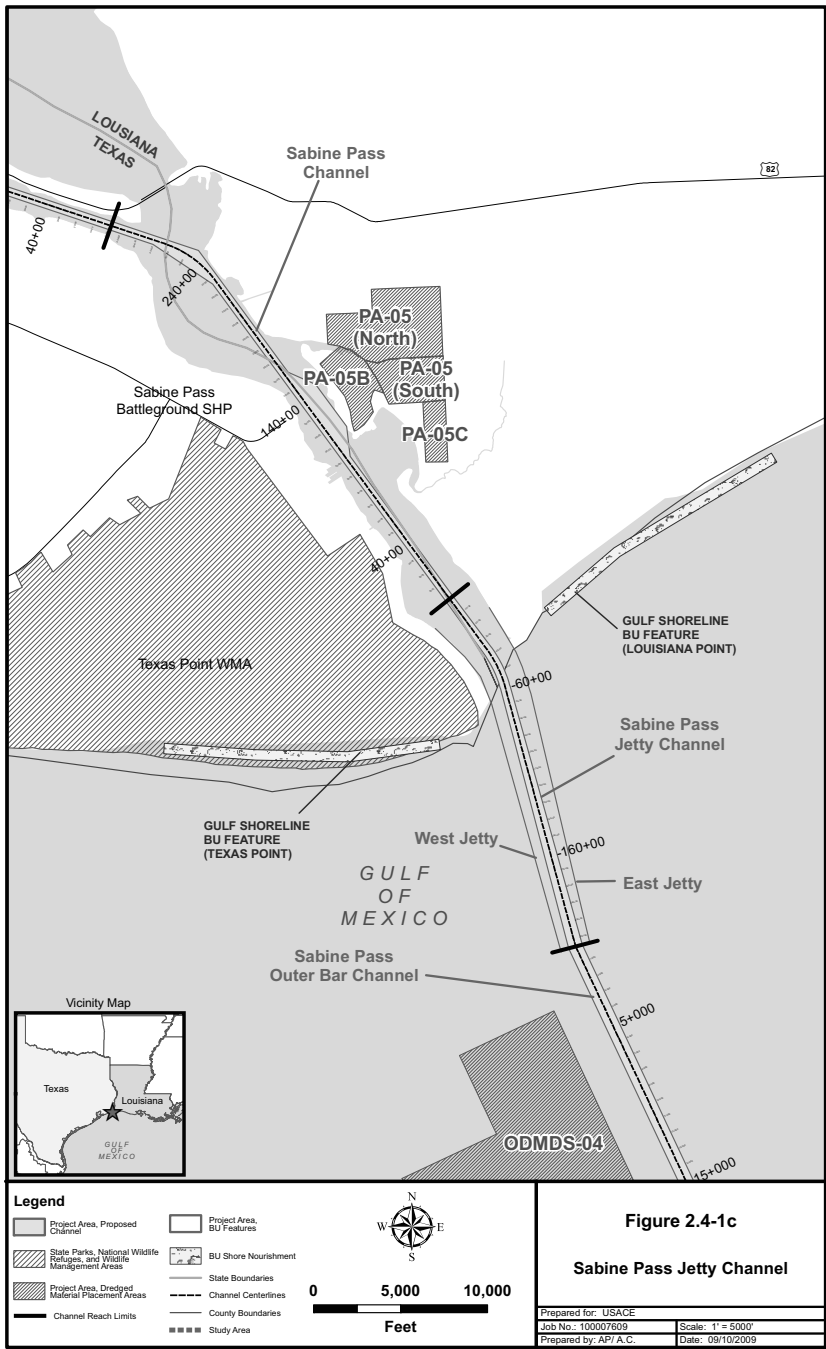 LOUSIANA
TEXAS
Sabine Pass
Channel
82
40+00
240+00
PA-05
(North)
PA-05B
PA-05
(South)
Sabine Pass
Battleground SHP
140+00
PA-05C
40+00
GULF SHORELINE
BU FEATURE
(LOUISIANA POINT)
Texas Point WMA
-60+00
Sabine Pass
Jetty Channel
GULF SHORELINE
BU FEATURE
(TEXAS POINT)
West Jetty
-160+00
GULF
OF
MEXICO
East Jetty
Sabine Pass
Outer Bar Channel
5+000
Vicinity Map
Texas
Louisiana
GULF
OF
MEXICO
ODMDS-04
15+000
Legend
Project Area, Proposed
Channel
State Parks, National Wildlife
Refuges, and Wildlife
Management Areas
Project Area, Dredged
Material Placement Areas
Channel Reach Limits
Project Area,
BU Features
BU Shore Nourishment
State Boundaries
Channel Centerlines
County Boundaries
Study Area
N
W E
S
0 5,000 10,000
Feet
Figure 2.4-1c
Sabine Pass Jetty Channel
Prepared for: USACE
Job No.: 100007609 Scale: 1' = 5000'
Prepared by: AP/ A.C. Date: 09/10/2009